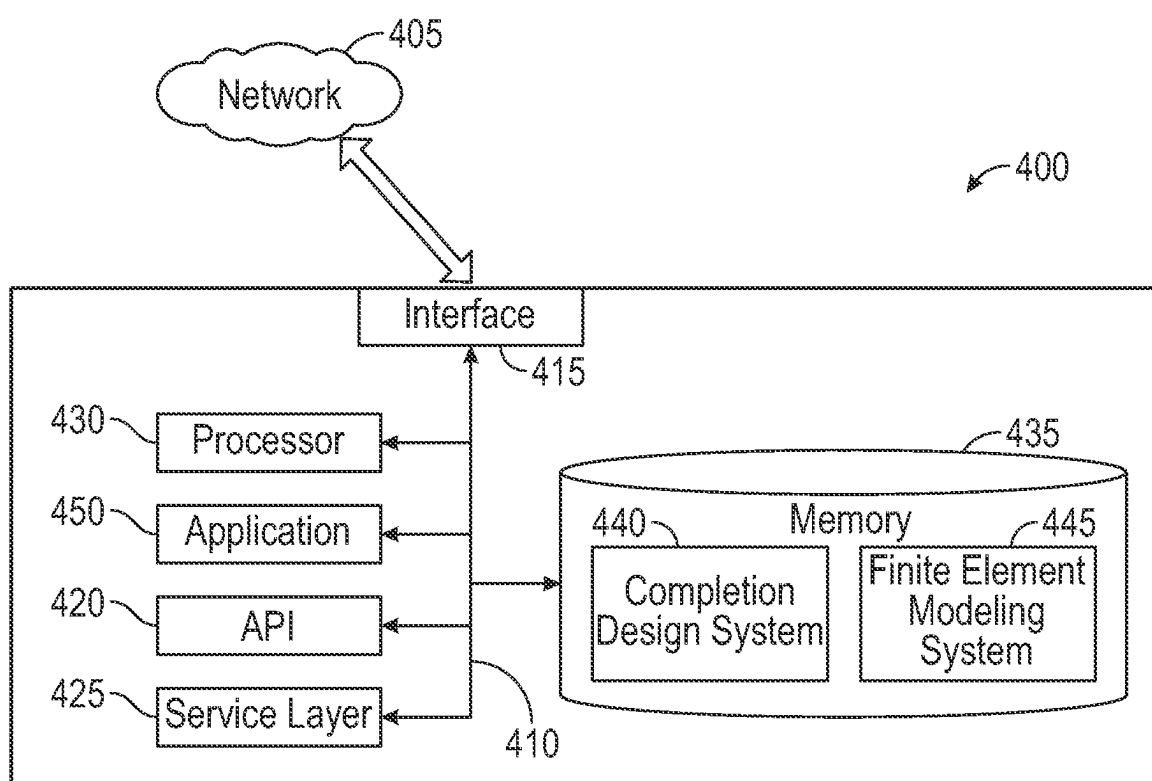 405
Network
400
Interface
415
430
Processor
435
450
Application
Memory
440
445
Completion
Design System
Finite Element
Modeling
System
420
API
425
Service Layer
410